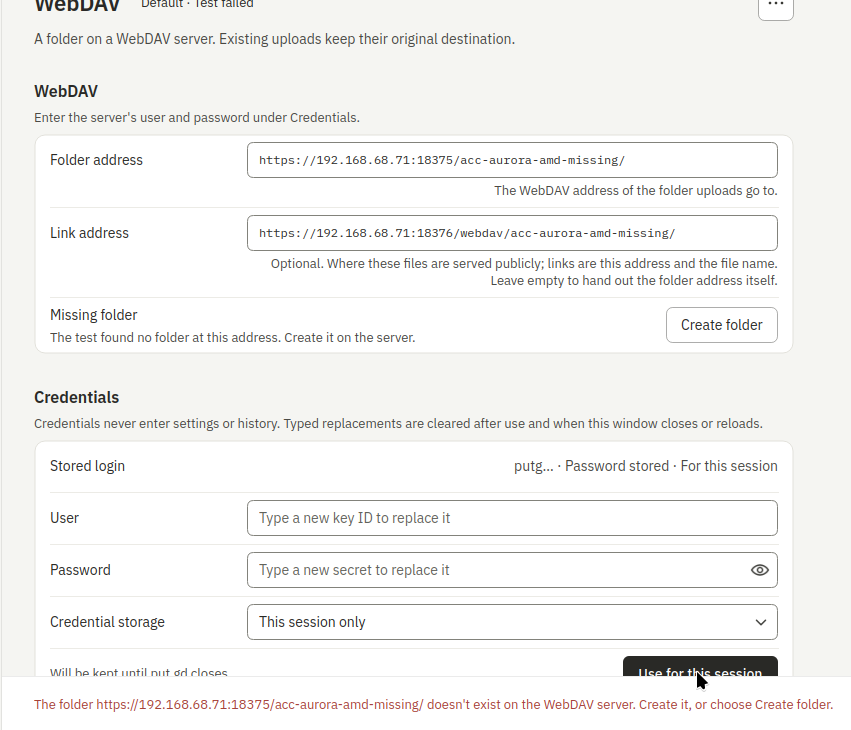 WebDAV Default · Test failed
A folder on a WebDAV server. Existing uploads keep their original destination.
WebDAV
Enter the server's user and password under Credentials.
Folder address https://192.168.68.71:18375/acc-aurora-amd-missing/
The WebDAV address of the folder uploads go to.
Link address https://192.168.68.71:18376/webdav/acc-aurora-amd-missing/
Optional. Where these files are served publicly; links are this address and the file name.
Leave empty to hand out the folder address itself.
Missing folder
The test found no folder at this address. Create it on the server.
Create folder
Credentials
Credentials never enter settings or history. Typed replacements are cleared after use and when this window closes or reloads.
Stored login putg... · Password stored · For this session
User Type a new key ID to replace it
Password Type a new secret to replace it
Credential storage This session only
Will be kept until put.gd closes Use for this session
The folder https://192.168.68.71:18375/acc-aurora-amd-missing/ doesn't exist on the WebDAV server. Create it, or choose Create folder.